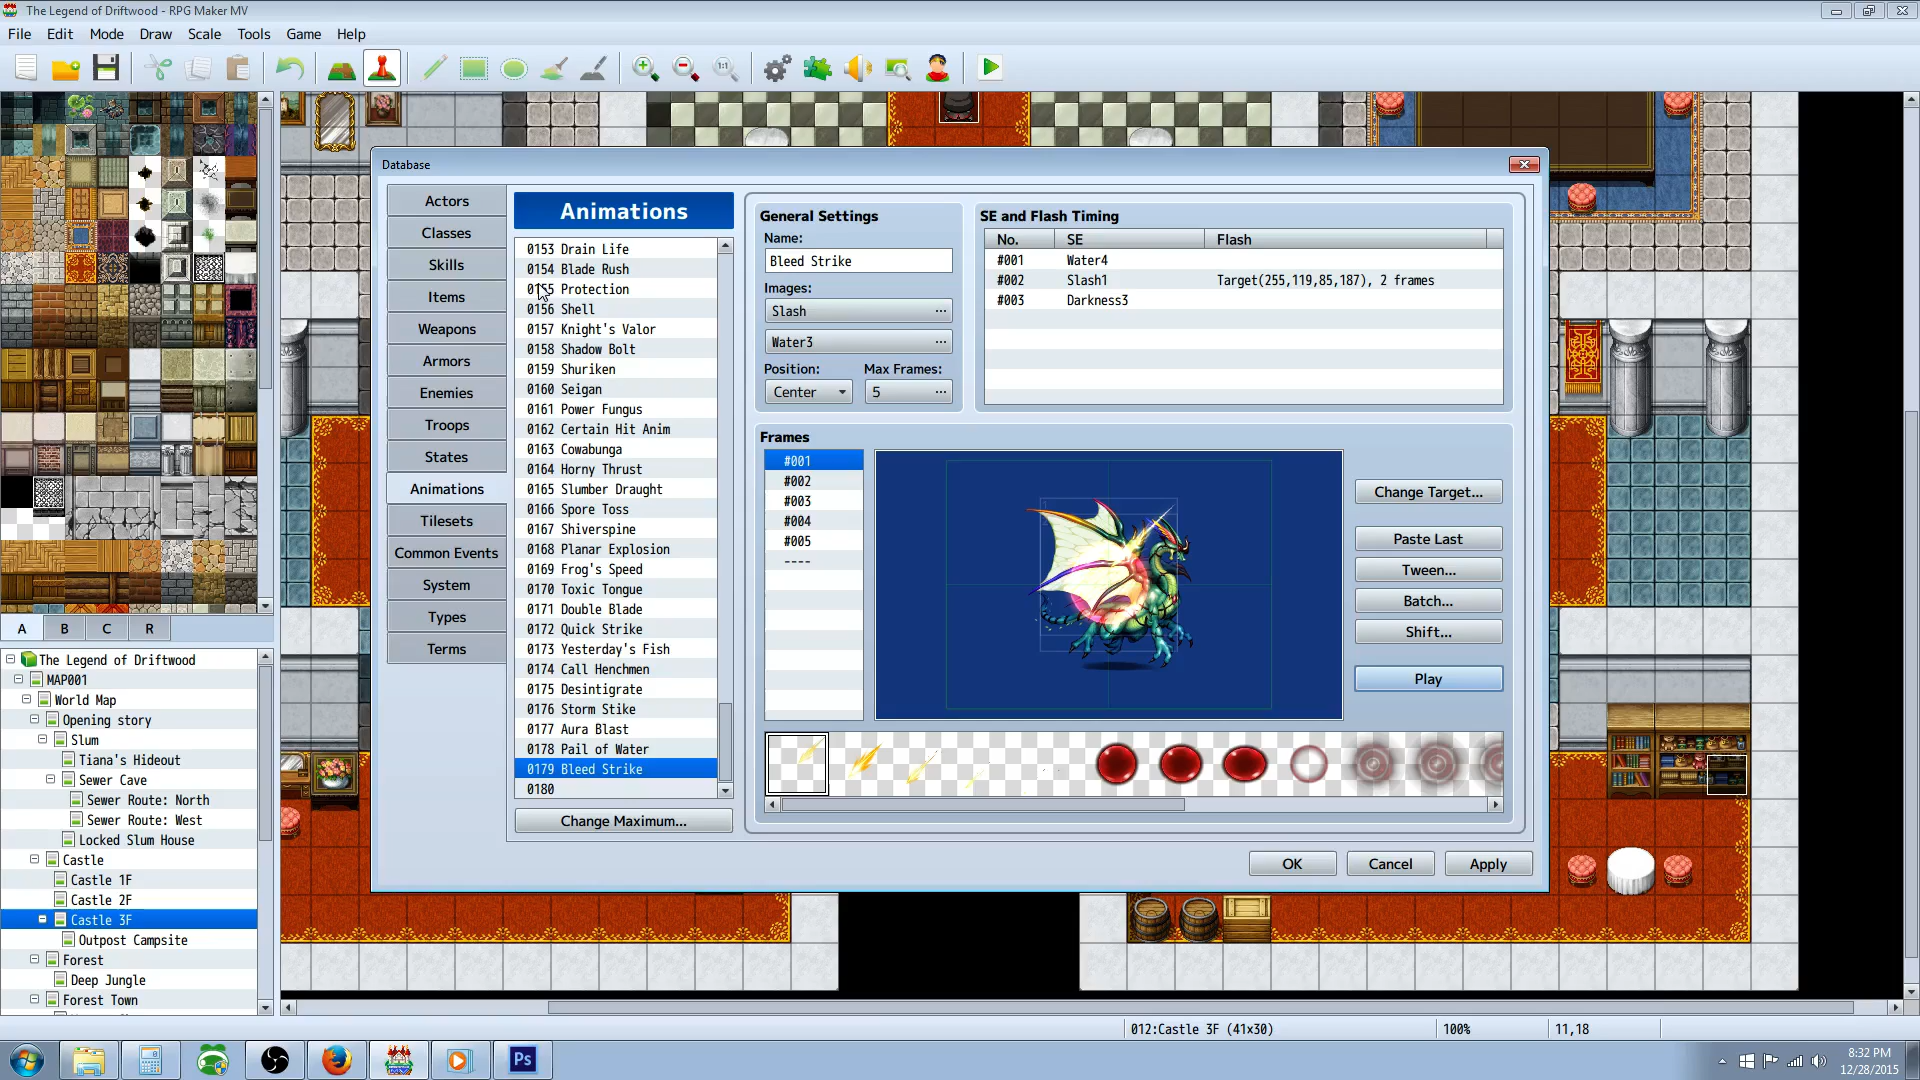 The Legend of Driftwood - RPG Maker MV
File Edit Mode Draw Scale Tools Game Help
1:1
Database
Actors
Classes
Skills
Items
Weapons
Armors
Enemies
Troops
States
Animations
Tilesets
Common Events
System
Types
Terms
Animations
0153 Drain Life
0154 Blade Rush
0155 Protection
0156 Shell
0157 Knight's Valor
0158 Shadow Bolt
0159 Shuriken
0160 Seigan
0161 Power Fungus
0162 Certain Hit Anim
0163 Cowabunga
0164 Horny Thrust
0165 Slumber Draught
0166 Spore Toss
0167 Shiverspine
0168 Planar Explosion
0169 Frog's Speed
0170 Toxic Tongue
0171 Double Blade
0172 Quick Strike
0173 Yesterday's Fish
0174 Call Henchmen
0175 Desintigrate
0176 Storm Stike
0177 Aura Blast
0178 Pail of Water
0179 Bleed Strike
0180
Change Maximum...
General Settings
Name:
Bleed Strike
Images:
Slash ...
Water3 ...
Position: Max Frames:
Center 5 ...
SE and Flash Timing
No. SE Flash
#001 Water4
#002 Slash1 Target(255,119,85,187), 2 frames
#003 Darkness3
Frames
#001
#002
#003
#004
#005
----
Change Target...
Paste Last
Tween...
Batch...
Shift...
Play
OK Cancel Apply
A B C R
The Legend of Driftwood
MAP001
World Map
Opening story
Slum
Tiana's Hideout
Sewer Cave
Sewer Route: North
Sewer Route: West
Locked Slum House
Castle
Castle 1F
Castle 2F
Castle 3F
Outpost Campsite
Forest
Deep Jungle
Forest Town
012:Castle 3F (41x30) 100% 11,18
Ps
8:32 PM
12/28/2015